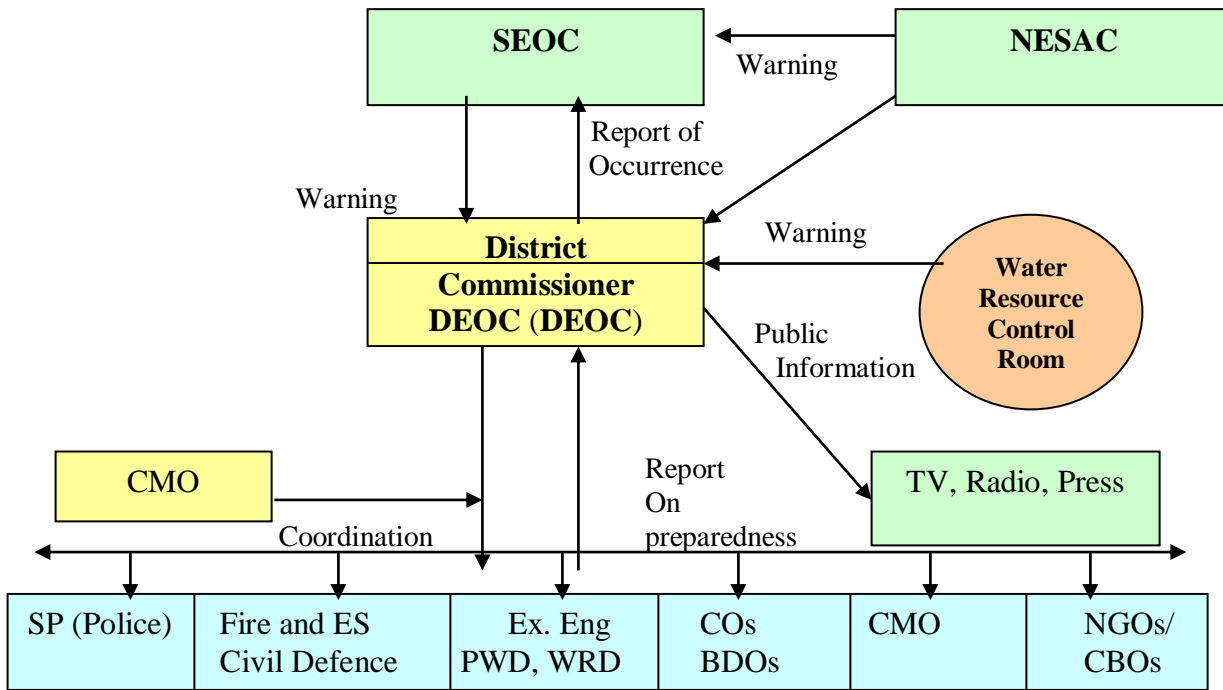 SEOC
NESAC
Warning
Report of
Occurrence
Warning
District
Commissioner
DEOC (DEOC)
Warning
Water
Resource
Control
Room
Public
Information
CMO
Report
On
preparedness
TV, Radio, Press
Coordination
SP (Police)
Fire and ES
Civil Defence
Ex. Eng
PWD, WRD
COs
BDOs
CMO
NGOs/
CBOs